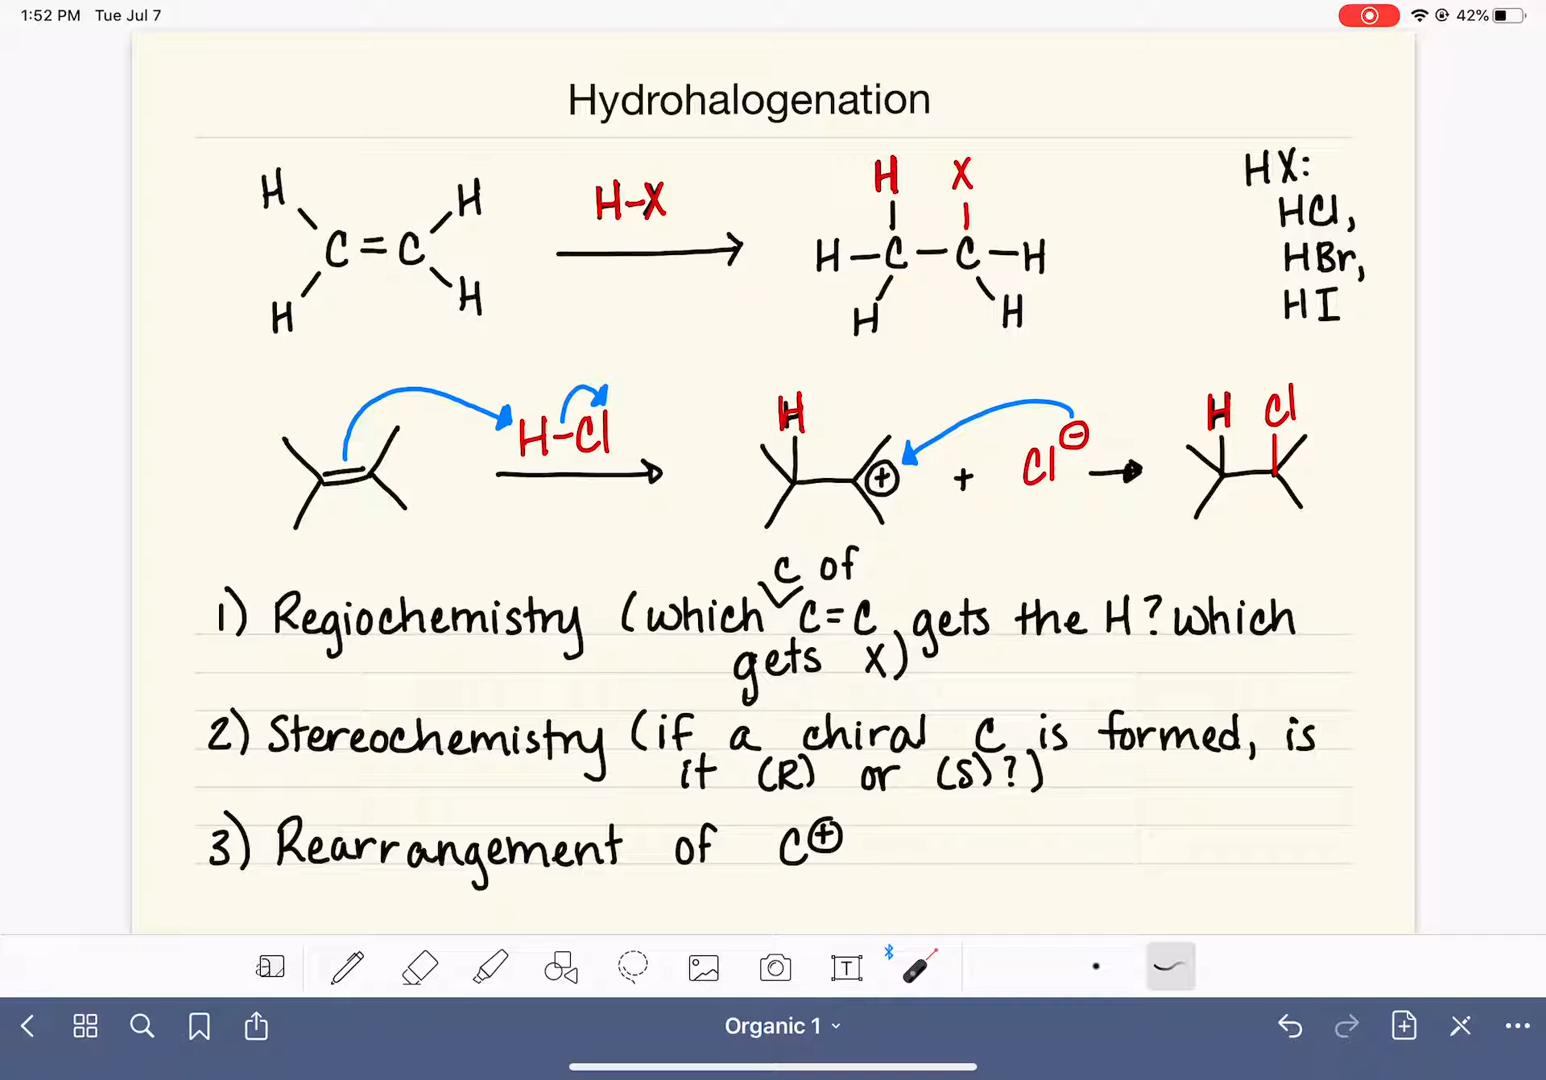 1:52 PM Tue Jul 7
42%
Hydrohalogenation
H H H-X H X HX:
C=C H-C-C-H HCl,
H H H H HBr,
HI
H-Cl H ⊕ + Cl⊖ H Cl
C of
1) Regiochemistry (which C=C, gets the H? which
gets X)
2) Stereochemistry (if a chiral C is formed, is
it (R) or (S)?)
3) Rearrangement of C⊕
T
Organic 1